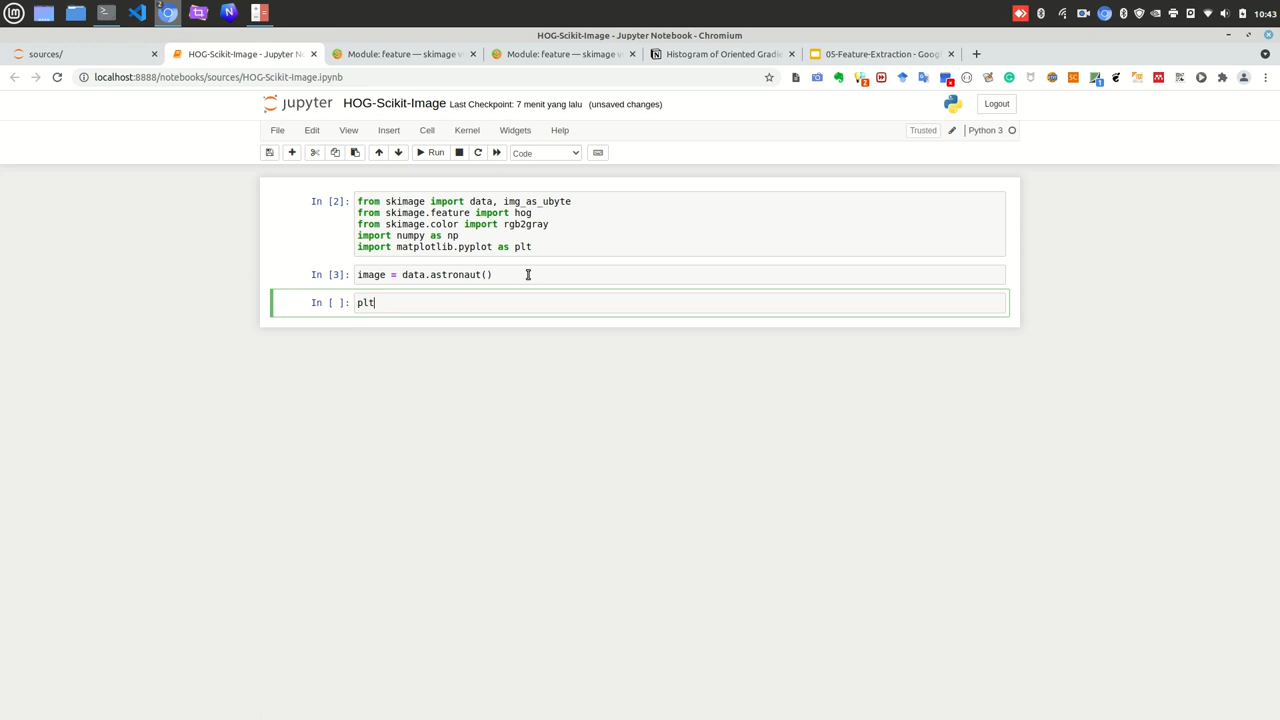 10:43
HOG-Scikit-Image - Jupyter Notebook - Chromium
sources/
HOG-Scikit-Image - Jupyter No
Module: feature — skimage v
Module: feature — skimage v
Histogram of Oriented Gradie
05-Feature-Extraction - Goog
localhost:8888/notebooks/sources/HOG-Scikit-Image.ipynb
jupyter HOG-Scikit-Image Last Checkpoint: 7 menit yang lalu (unsaved changes)
Logout
File Edit View Insert Cell Kernel Widgets Help
Trusted
Python 3
Run
Code
In [2]: from skimage import data, img_as_ubyte
from skimage.feature import hog
from skimage.color import rgb2gray
import numpy as np
import matplotlib.pyplot as plt
In [3]: image = data.astronaut()
In [ ]: plt